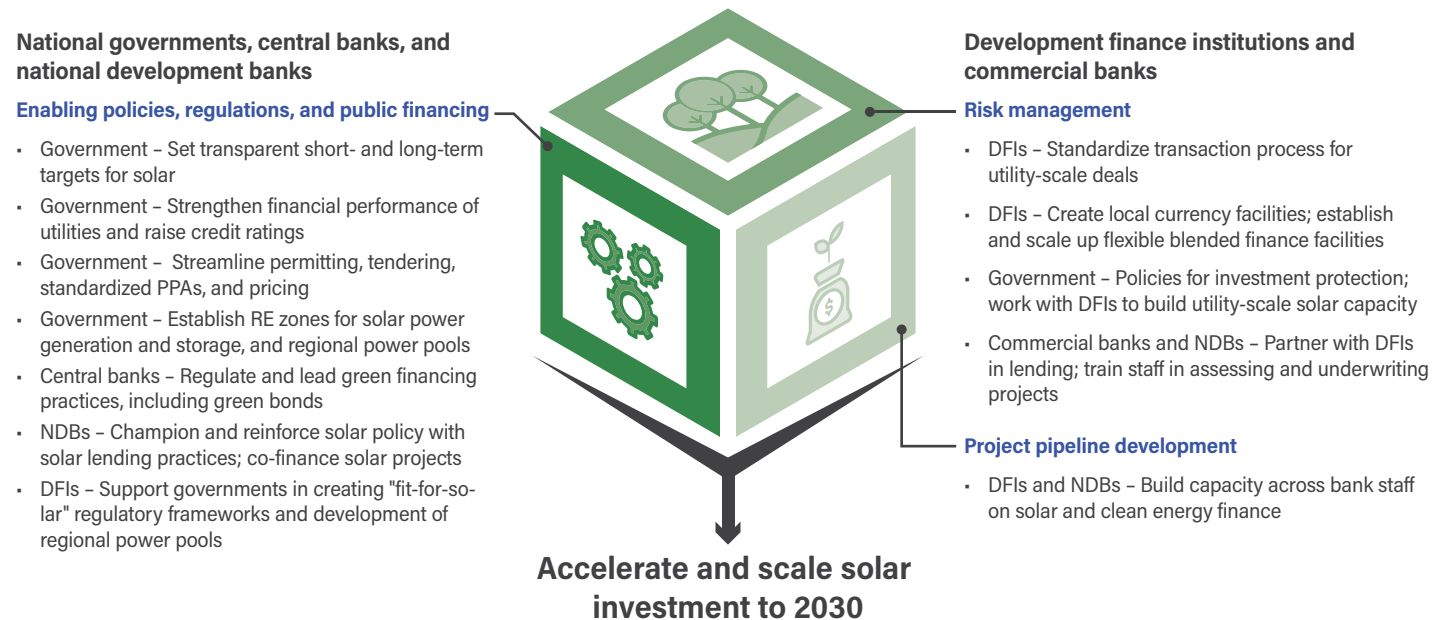 National governments, central banks, and
national development banks
Enabling policies, regulations, and public financing
▪ Government – Set transparent short- and long-term
targets for solar
▪ Government – Strengthen financial performance of
utilities and raise credit ratings
▪ Government –  Streamline permitting, tendering,
standardized PPAs, and pricing
▪ Government – Establish RE zones for solar power
generation and storage, and regional power pools
▪ Central banks – Regulate and lead green financing
practices, including green bonds
▪ NDBs – Champion and reinforce solar policy with
solar lending practices; co-finance solar projects
▪ DFIs – Support governments in creating "fit-for-so-
lar" regulatory frameworks and development of
regional power pools
$
Development finance institutions and
commercial banks
Risk management
▪ DFIs – Standardize transaction process for
utility-scale deals
▪ DFIs – Create local currency facilities; establish
and scale up flexible blended finance facilities
▪ Government – Policies for investment protection;
work with DFIs to build utility-scale solar capacity
▪ Commercial banks and NDBs – Partner with DFIs
in lending; train staff in assessing and underwriting
projects
Project pipeline development
▪ DFIs and NDBs – Build capacity across bank staff
on solar and clean energy finance
Accelerate and scale solar
investment to 2030